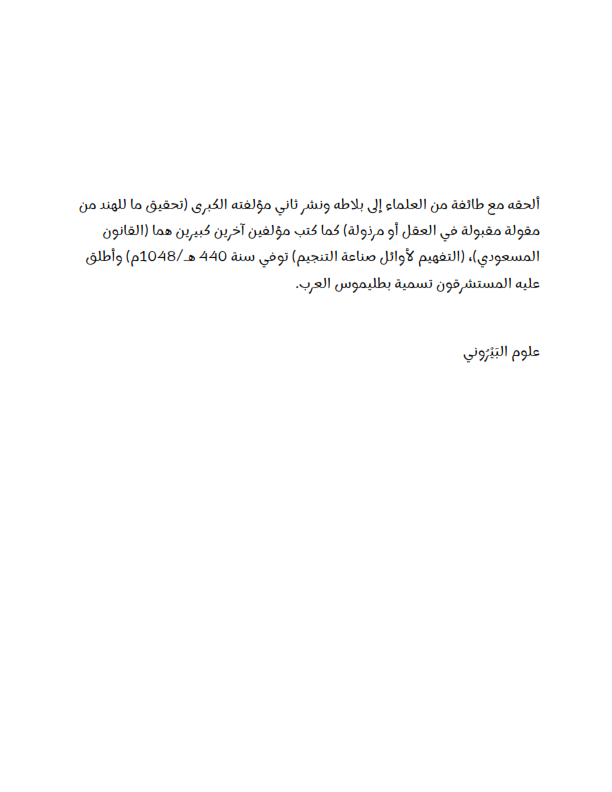 ألحقه مع طائفة من العلماء إلى بلاطه ونشر ثاني مؤلفته الكبرى (تحقيق ما للهند من
مقولة مقبولة في العقل أو مرذولة) كما كتب مؤلفين آخرين كبيرين هما (القانون
المسعودي)، (التفهيم لأوائل صناعة التنجيم) توفي سنة 440 هـ/1048م) وأطلق
عليه المستشرقون تسمية بطليموس العرب.
علوم البَيْرُوني